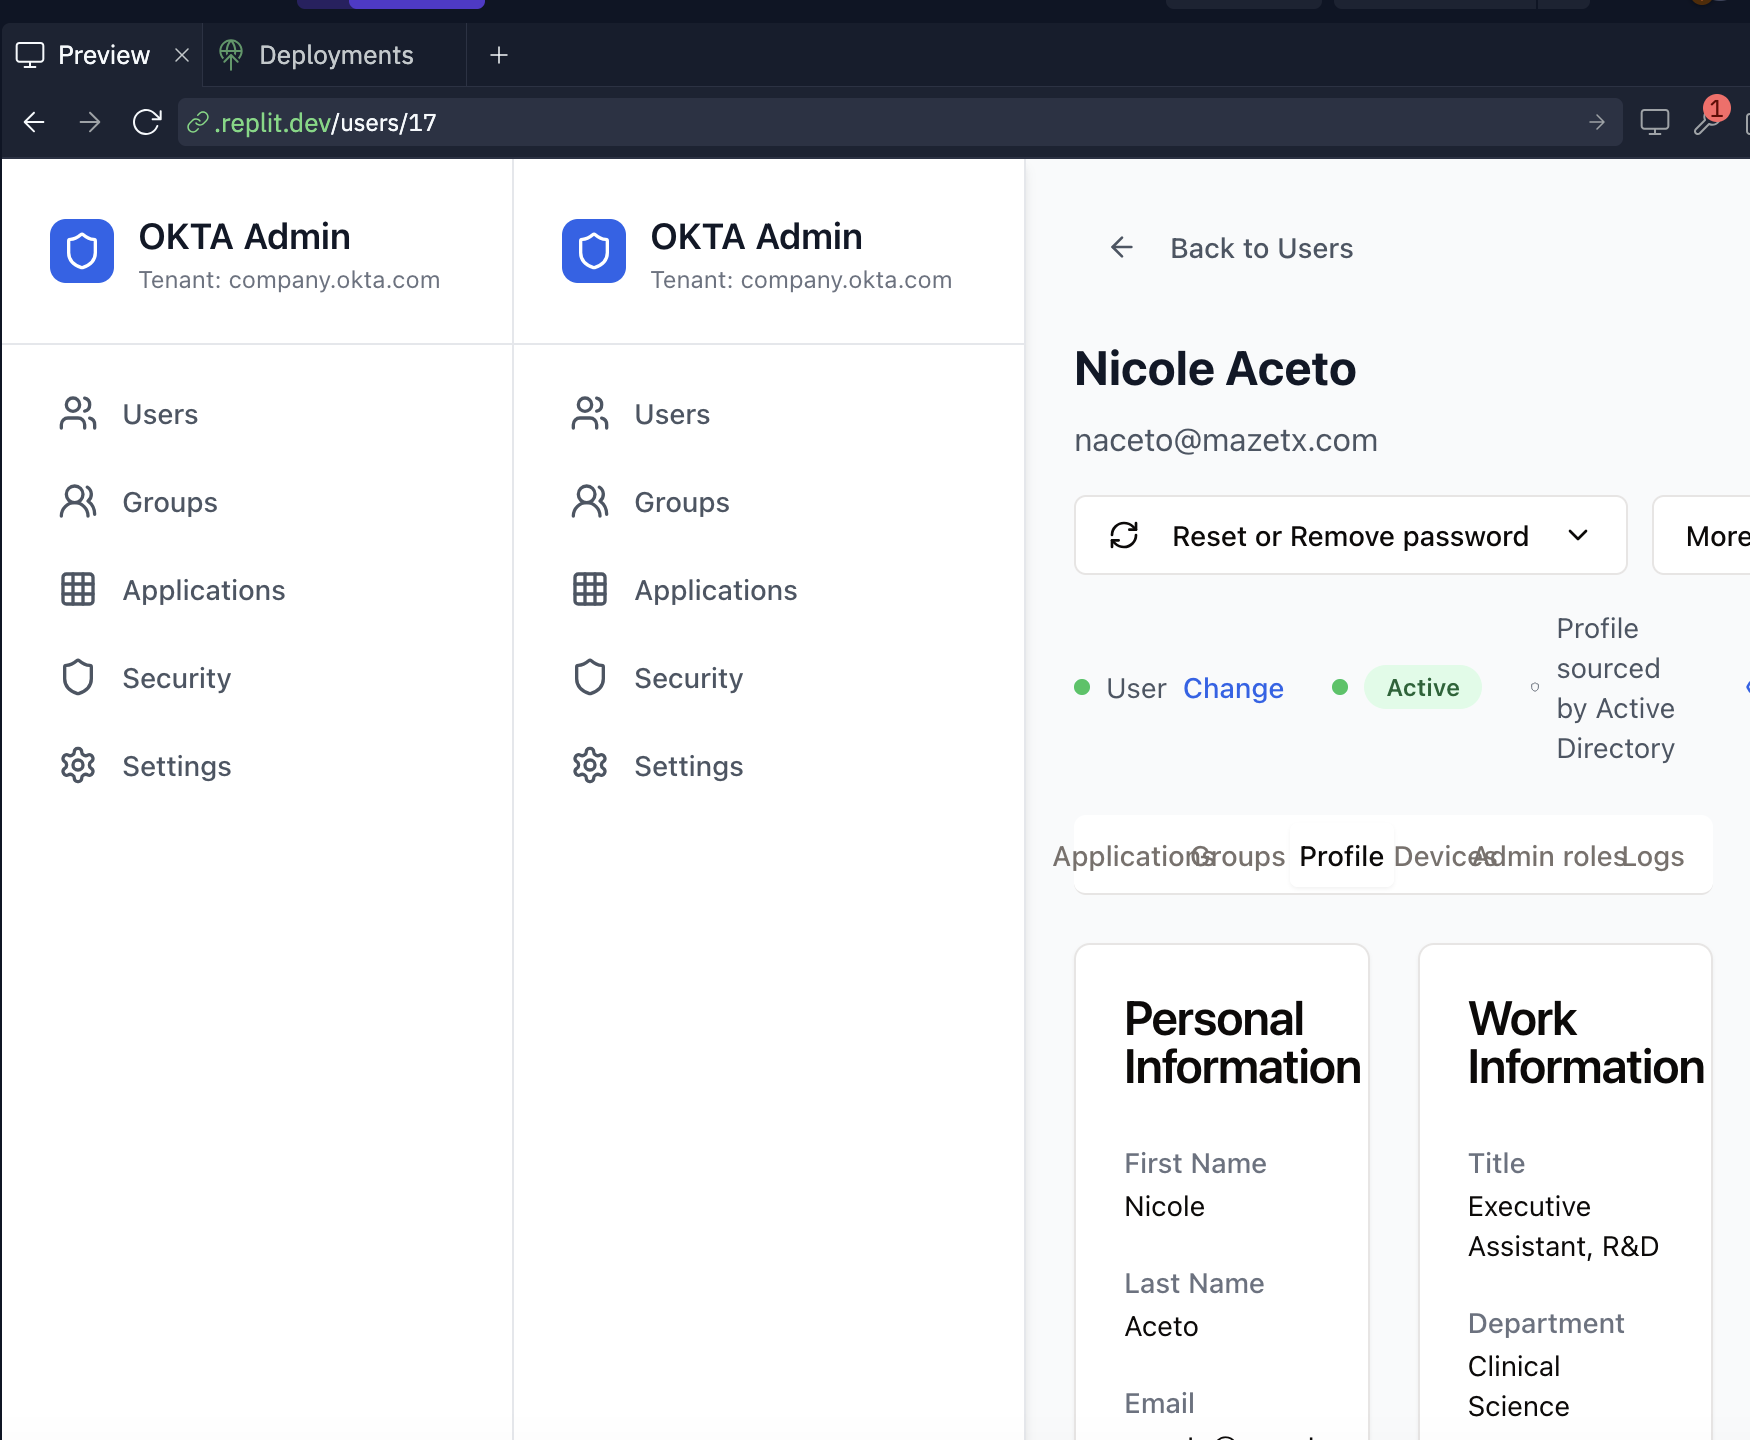 Preview
Deployments
.replit.dev/users/17
1
OKTA Admin
Tenant: company.okta.com
Users
Groups
Applications
Security
Settings
OKTA Admin
Tenant: company.okta.com
Users
Groups
Applications
Security
Settings
Back to Users
Nicole Aceto
naceto@mazetx.com
Reset or Remove password
More
User Change
Active
Profile
sourced
by Active
Directory
Applications Groups Profile Devices Admin roles Logs
Personal
Information
First Name
Nicole
Last Name
Aceto
Email
Work
Information
Title
Executive
Assistant, R&D
Department
Clinical
Science